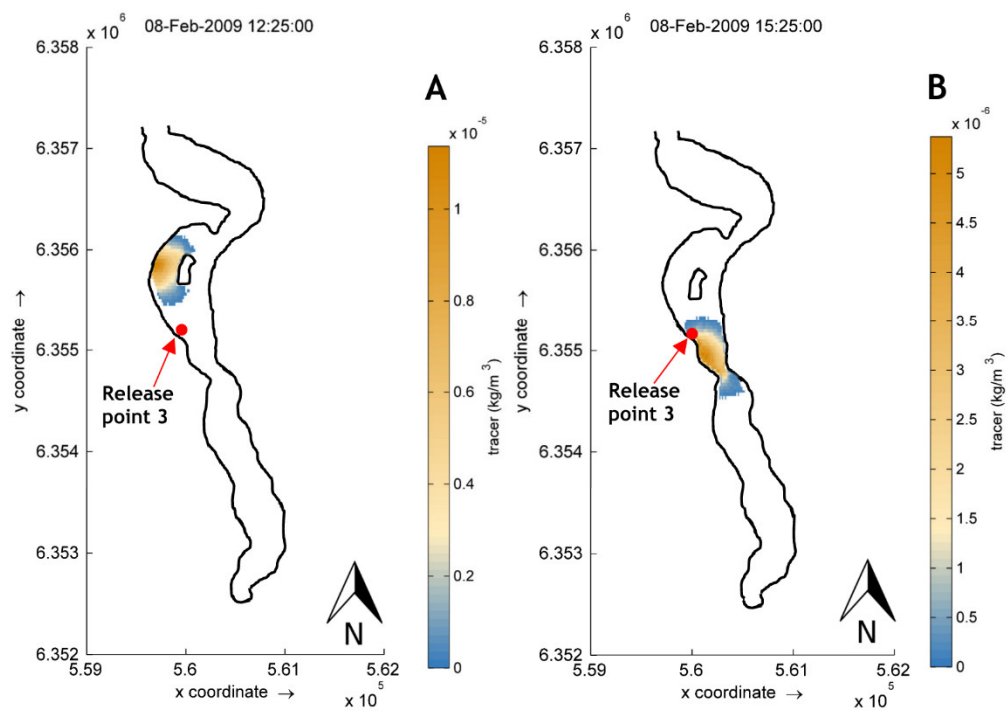 08-Feb-2009 12:25:00
A
x 10^6
6.358
6.357
6.356
6.355
6.354
6.353
6.352
y coordinate →
5.59
5.6
5.61
5.62
x 10^5
x coordinate →
Release
point 3
N
x 10^-5
1
0.8
0.6
0.4
0.2
0
tracer (kg/m^3)
08-Feb-2009 15:25:00
B
x 10^6
6.358
6.357
6.356
6.355
6.354
6.353
6.352
y coordinate →
5.59
5.6
5.61
5.62
x 10^5
x coordinate →
Release
point 3
N
x 10^-6
5
4.5
4
3.5
3
2.5
2
1.5
1
0.5
0
tracer (kg/m^3)